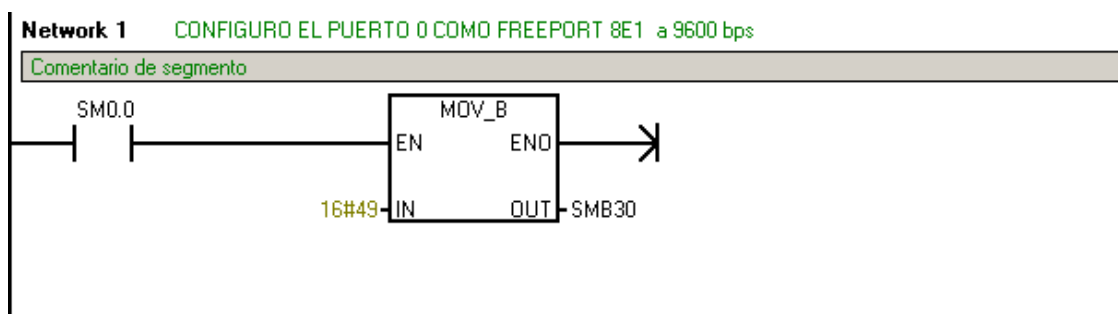 Network 1 CONFIGURO EL PUERTO 0 COMO FREEPORT 8E1 a 9600 bps
Comentario de segmento
SM0.0
MOV_B
EN ENO
16#49 IN OUT SMB30